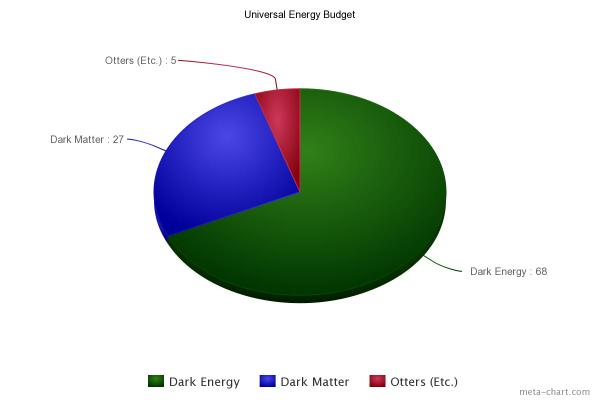 Universal Energy Budget
Otters (Etc.) : 5
Dark Matter : 27
Dark Energy : 68
Dark Energy
Dark Matter
Otters (Etc.)
meta-chart.com